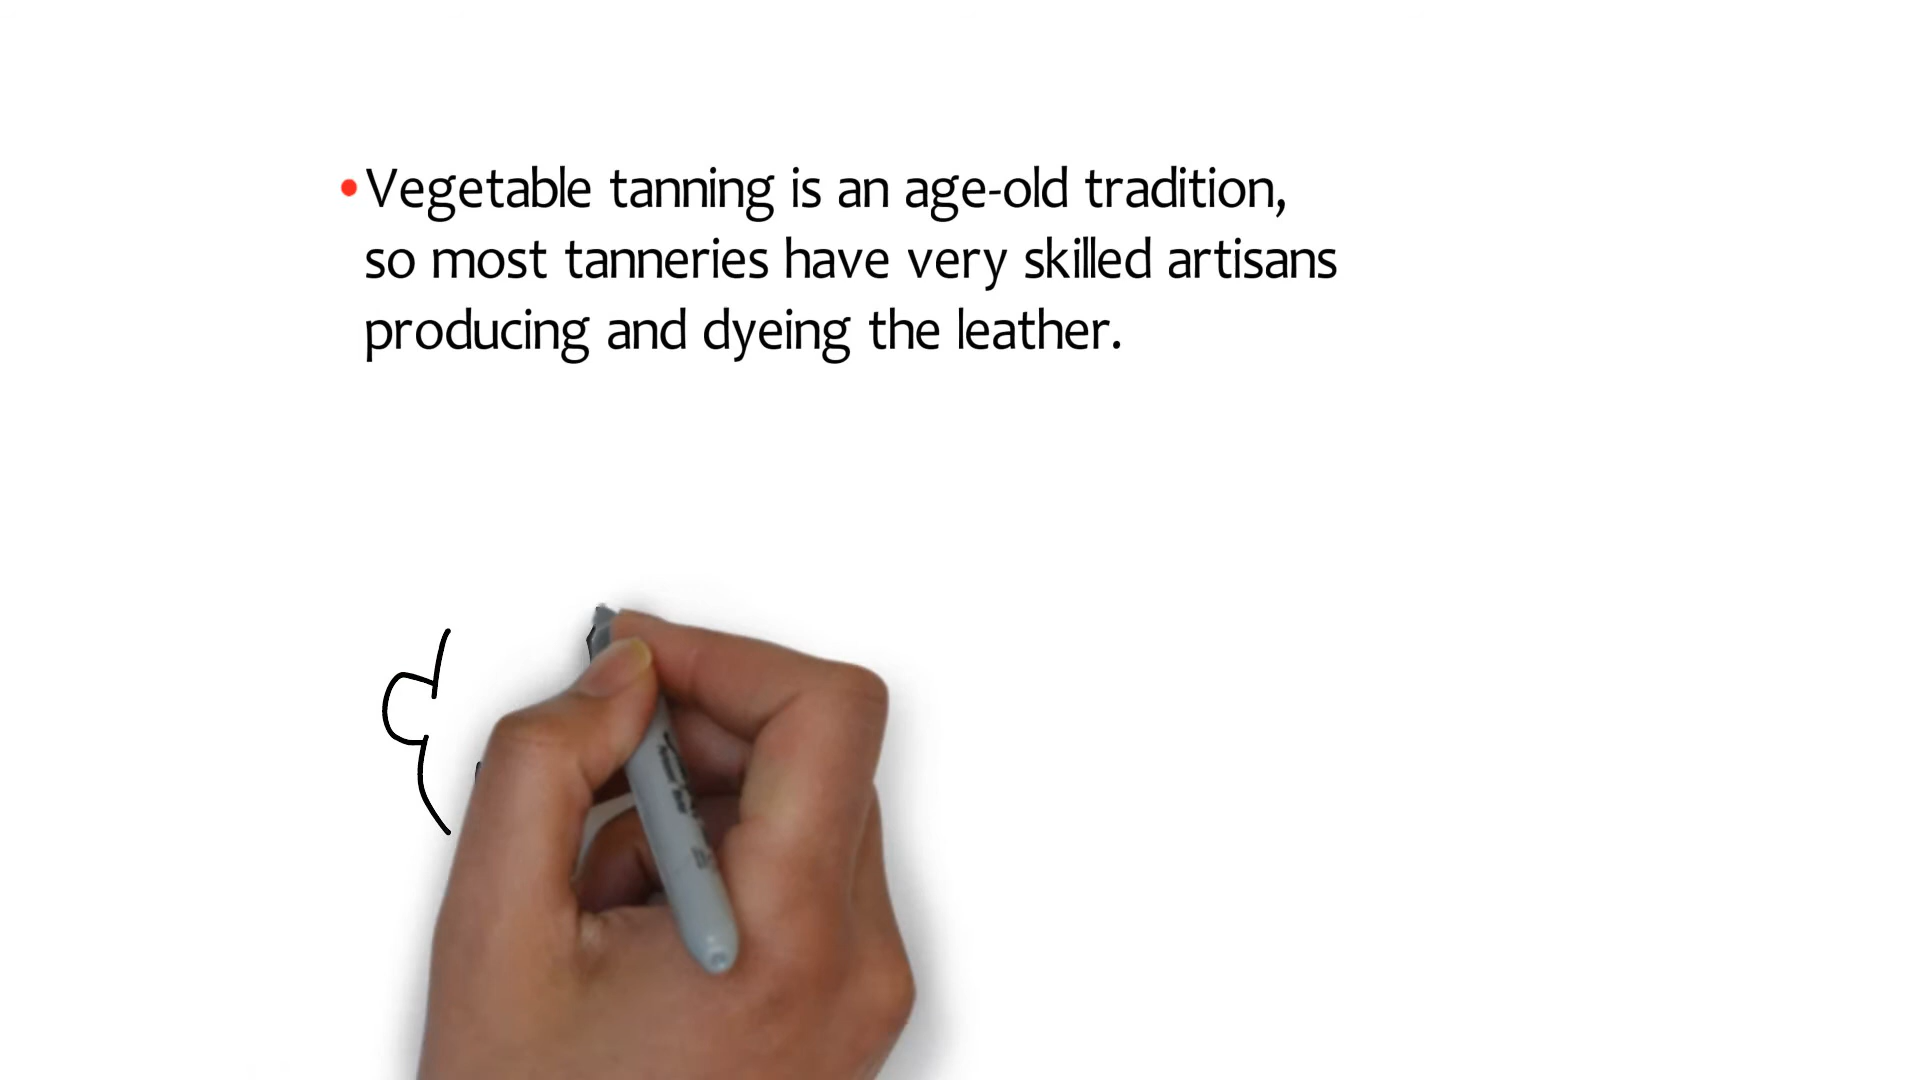 Vegetable tanning is an age-old tradition,
so most tanneries have very skilled artisans
producing and dyeing the leather.